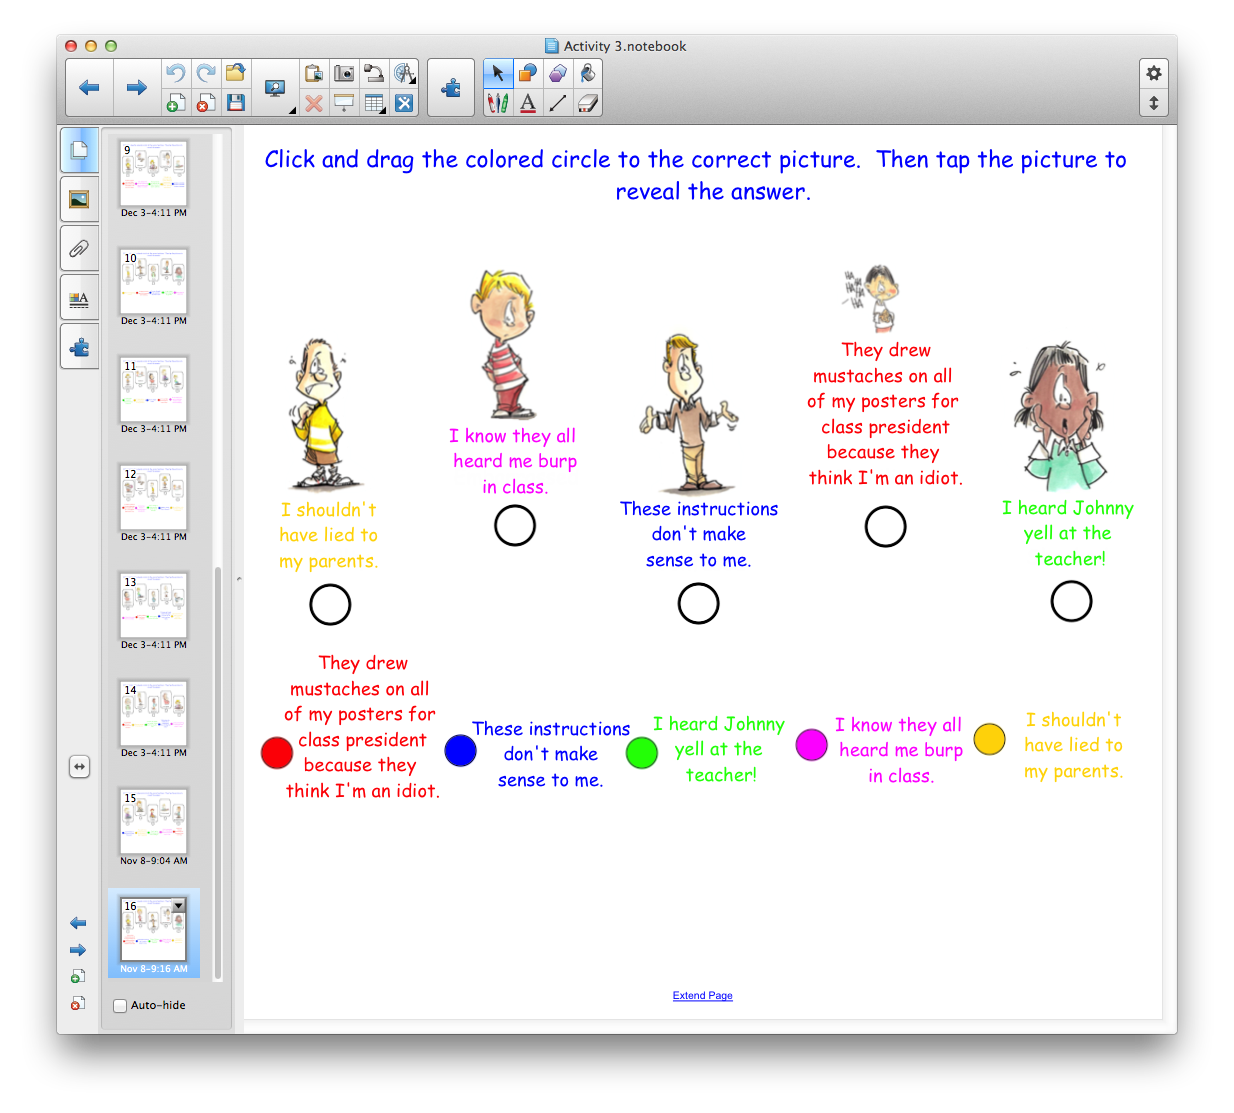 Activity 3.notebook
9
Dec 3-4:11 PM
10
Dec 3-4:11 PM
11
Dec 3-4:11 PM
12
Dec 3-4:11 PM
13
Dec 3-4:11 PM
14
Dec 3-4:11 PM
15
Nov 8-9:04 AM
16
Nov 8-9:16 AM
Auto-hide
Click and drag the colored circle to the correct picture.  Then tap the picture to
reveal the answer.
I shouldn't
have lied to
my parents.
I know they all
heard me burp
in class.
These instructions
don't make
sense to me.
HA
HA HA
HA
HA
They drew
mustaches on all
of my posters for
class president
because they
think I'm an idiot.
I heard Johnny
yell at the
teacher!
They drew
mustaches on all
of my posters for
class president
because they
think I'm an idiot.
These instructions
don't make
sense to me.
I heard Johnny
yell at the
teacher!
I know they all
heard me burp
in class.
I shouldn't
have lied to
my parents.
Extend Page